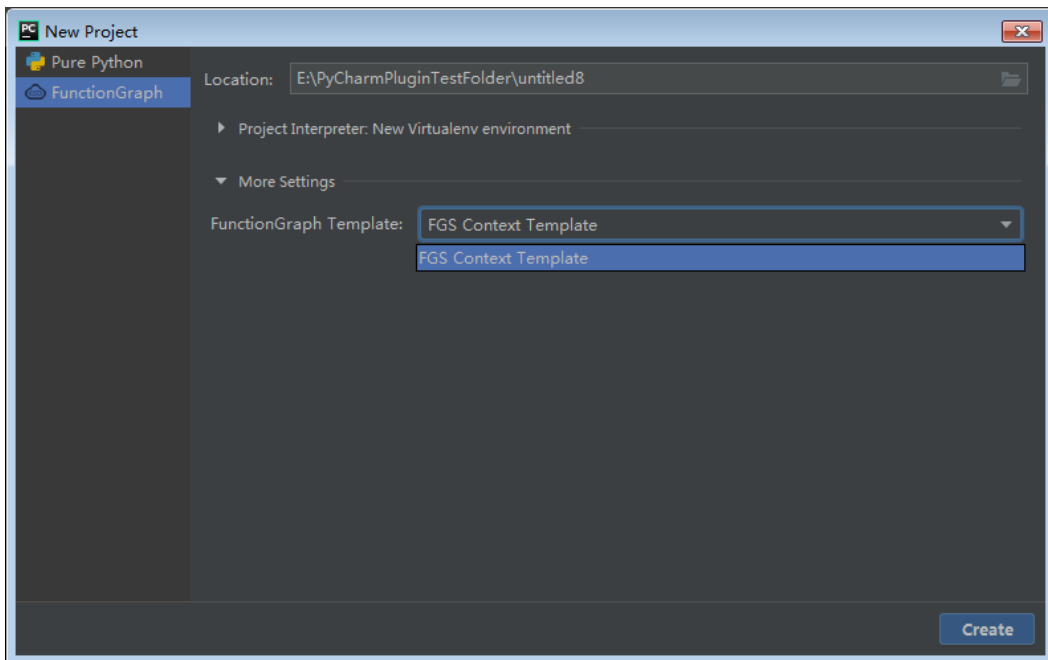 PC New Project
Pure Python
FunctionGraph
Location: E:\PyCharmPluginTestFolder\untitled8
Project Interpreter: New Virtualenv environment
More Settings
FunctionGraph Template: FGS Context Template
FGS Context Template
Create